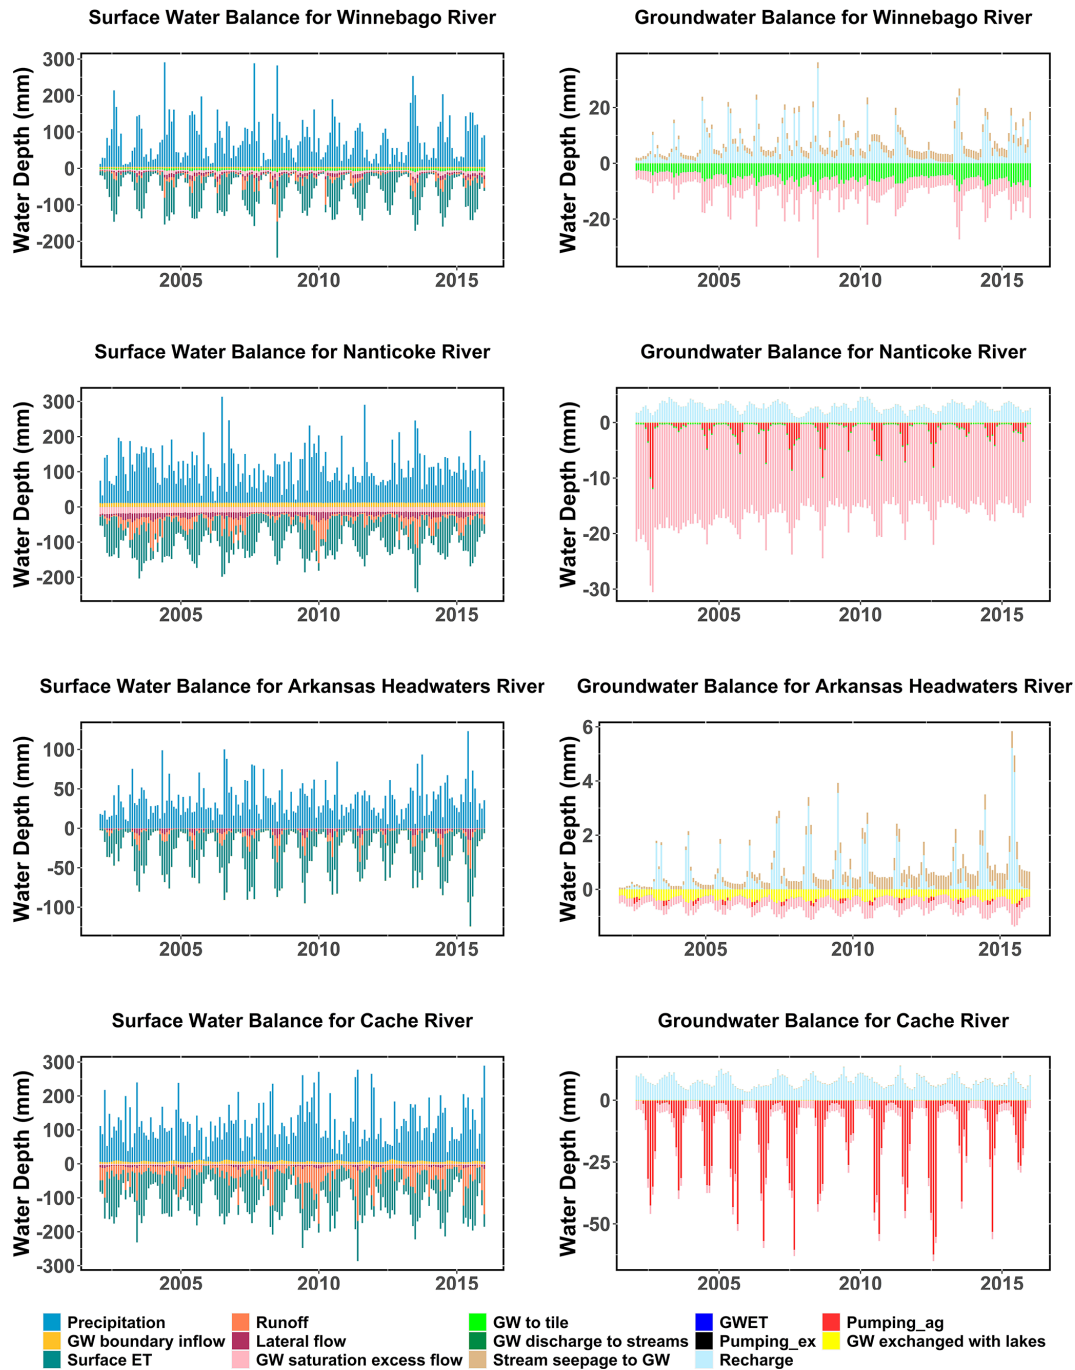 Surface Water Balance for Winnebago River
Groundwater Balance for Winnebago River
Water Depth (mm)
300
200
100
0
-100
-200
2005
2010
2015
Water Depth (mm)
20
0
-20
2005
2010
2015
Surface Water Balance for Nanticoke River
Groundwater Balance for Nanticoke River
Water Depth (mm)
300
200
100
0
-100
-200
2005
2010
2015
Water Depth (mm)
0
-10
-20
-30
2005
2010
2015
Surface Water Balance for Arkansas Headwaters River
Groundwater Balance for Arkansas Headwaters River
Water Depth (mm)
100
50
0
-50
-100
2005
2010
2015
Water Depth (mm)
6
4
2
0
2005
2010
2015
Surface Water Balance for Cache River
Groundwater Balance for Cache River
Water Depth (mm)
300
200
100
0
-100
-200
-300
2005
2010
2015
Water Depth (mm)
0
-25
-50
2005
2010
2015
Precipitation
GW boundary inflow
Surface ET
Runoff
Lateral flow
GW saturation excess flow
GW to tile
GW discharge to streams
Stream seepage to GW
GWET
Pumping_ex
Recharge
Pumping_ag
GW exchanged with lakes